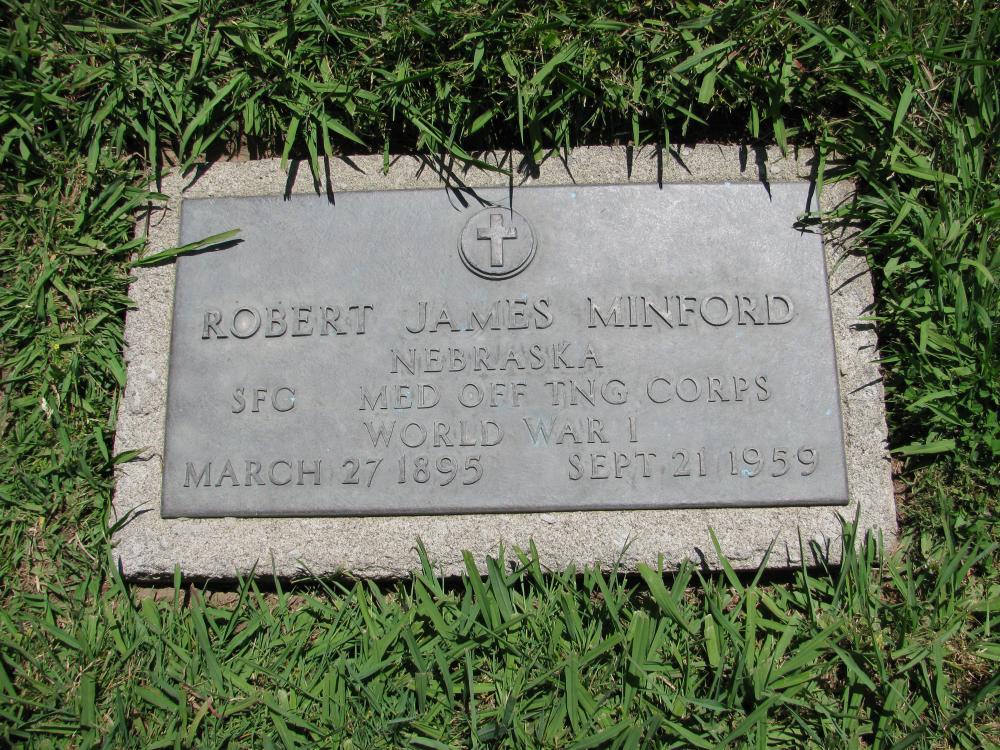 ROBERT JAMES MINFORD
NEBRASKA
SFC MED OFF TNG CORPS
WORLD WAR I
MARCH 27 1895 SEPT 21 1959